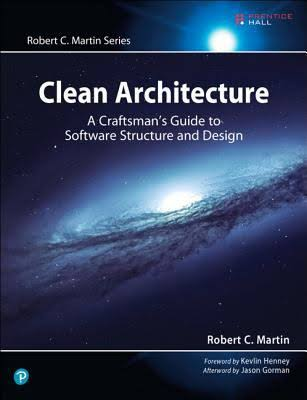 Robert C. Martin Series
PRENTICE
HALL
Clean Architecture
A Craftsman's Guide to
Software Structure and Design
Robert C. Martin
Foreword by Kevlin Henney
Afterword by Jason Gorman
P